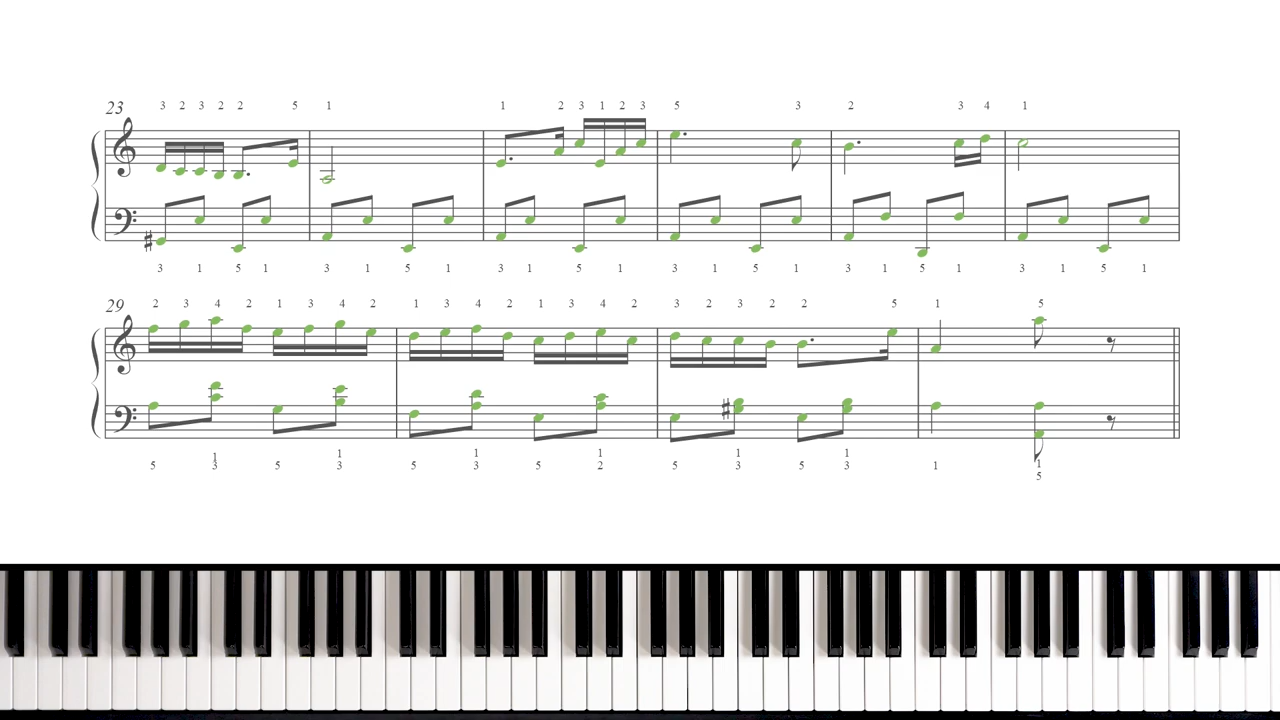 23 3 2 3 2 2 5 1 1 2 3 1 2 3 5 3 2 3 4 1
3 1 5 1 3 1 5 1 3 1 5 1 3 1 5 1 3 1 5 1 3 1 5 1
29 2 3 4 2 1 3 4 2 1 3 4 2 1 3 4 2 3 2 3 2 2 5 1 5
1 1 1 1 1 1 1
5 3 5 3 5 3 5 2 5 3 5 3 1 5